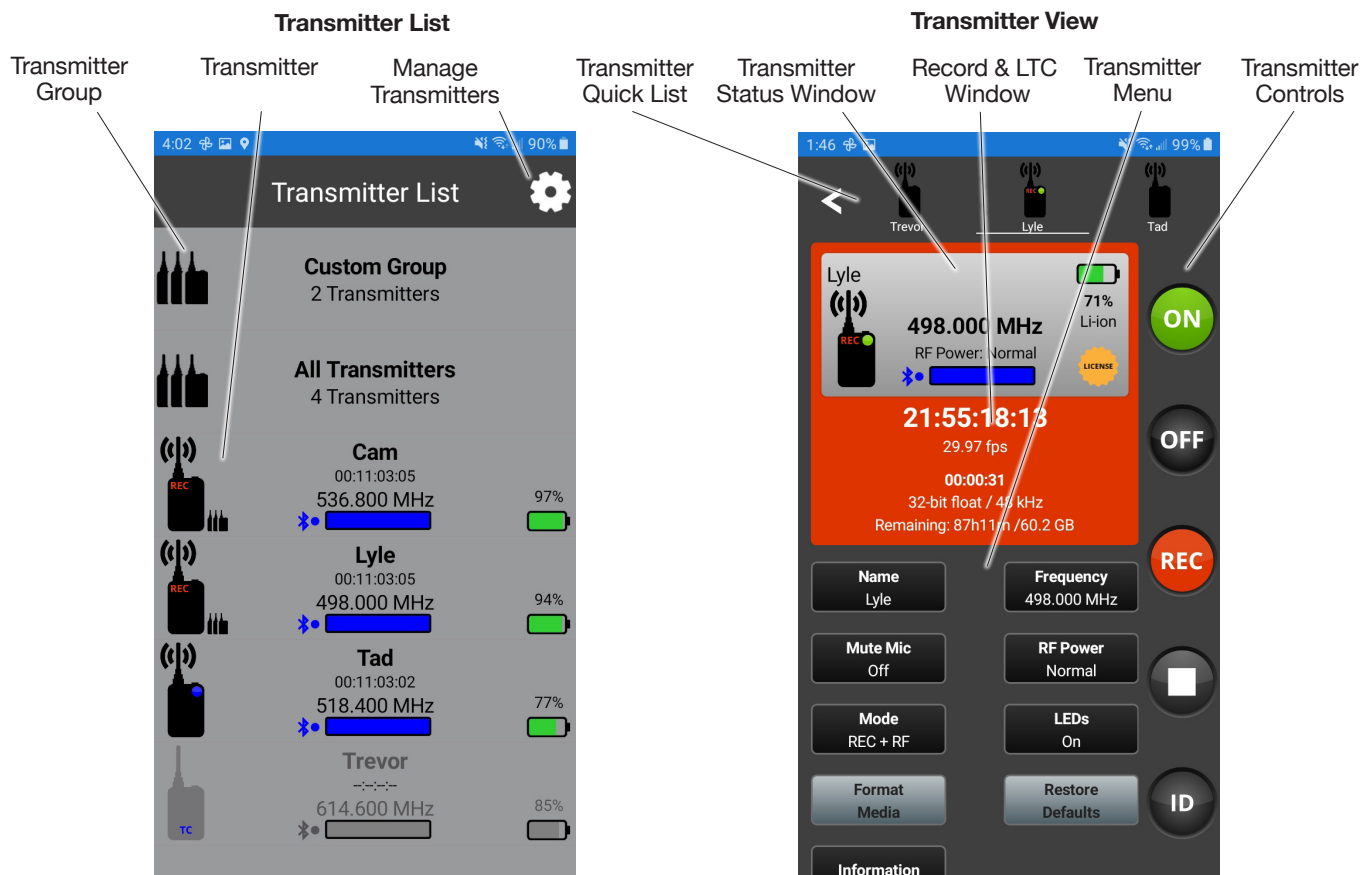 Transmitter List
Transmitter
Group
Transmitter
Manage
Transmitters
4:02
90%
Transmitter List
Custom Group
2 Transmitters
All Transmitters
4 Transmitters
REC
Cam
00:11:03:05
536.800 MHz
97%
REC
Lyle
00:11:03:05
498.000 MHz
94%
Tad
00:11:03:02
518.400 MHz
77%
Trevor
--:--:--:--
614.600 MHz
85%
TC
Transmitter View
Transmitter
Quick List
Transmitter
Status Window
Record & LTC
Window
Transmitter
Menu
Transmitter
Controls
1:46
99%
REC
Trevor
Lyle
Tad
Lyle
71%
Li-ion
REC
498.000 MHz
RF Power: Normal
LICENSE
21:55:18:13
29.97 fps
00:00:31
32-bit float / 48 kHz
Remaining: 87h11m /60.2 GB
ON
OFF
REC
ID
Name
Lyle
Frequency
498.000 MHz
Mute Mic
Off
RF Power
Normal
Mode
REC + RF
LEDs
On
Format
Media
Restore
Defaults
Information